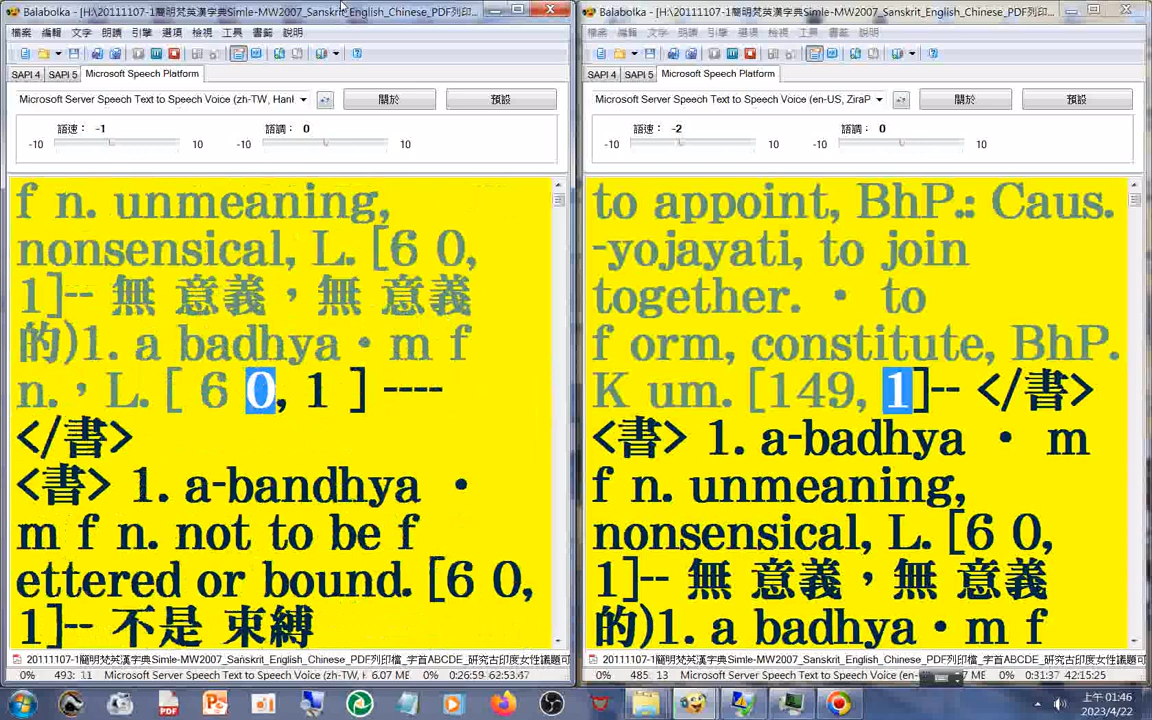 Balabolka - [H:\20111107-1簡明梵英漢字典Simle-MW2007_Sanskrit_English_Chinese_PDF列印...
檔案 編輯 文字 朗讀 引擎 選項 檢視 工具 書籤 說明
SAPI 4 SAPI 5 Microsoft Speech Platform
Microsoft Server Speech Text to Speech Voice (zh-TW, HanH 關於 預設
語速： -1 語調： 0
-10 10 -10 10
f n. unmeaning,
nonsensical, L. [6 0,
1]-- 無 意義，無 意義
的)1. a badhya・m f
n.，L. [ 6 0, 1 ] ----
</書>
<書> 1. a-bandhya ・
m f n. not to be f
ettered or bound. [6 0,
1]-- 不是 束縛
20111107-1簡明梵英漢字典Simle-MW2007_Sanskrit_English_Chinese_PDF列印檔_字首ABCDE_研究古印度女性議題可
0% 493: 11 Microsoft Server Speech Text to Speech Voice (zh-TW, H 6.07 MB 0% 0:26:59-62:53:47
Balabolka - [H:\20111107-1簡明梵英漢字典Simle-MW2007_Sanskrit_English_Chinese_PDF列印...
檔案 編輯 文字 朗讀 引擎 選項 檢視 工具 書籤 說明
SAPI 4 SAPI 5 Microsoft Speech Platform
Microsoft Server Speech Text to Speech Voice (en-US, ZiraP 關於 預設
語速： -2 語調： 0
-10 10 -10 10
to appoint, BhP.: Caus.
-yojayati, to join
together. ・ to
f orm, constitute, BhP.
K um. [149, 1]-- </書>
<書> 1. a-badhya ・ m
f n. unmeaning,
nonsensical, L. [6 0,
1]-- 無 意義，無 意義
的)1. a badhya・m f
20111107-1簡明梵英漢字典Simle-MW2007_Sanskrit_English_Chinese_PDF列印檔_字首ABCDE_研究古印度女性議題可
0% 485: 13 Microsoft Server Speech Text to Speech Voice (en-U 0% 0:31:37 42:15:25
上午 01:46
2023/4/22